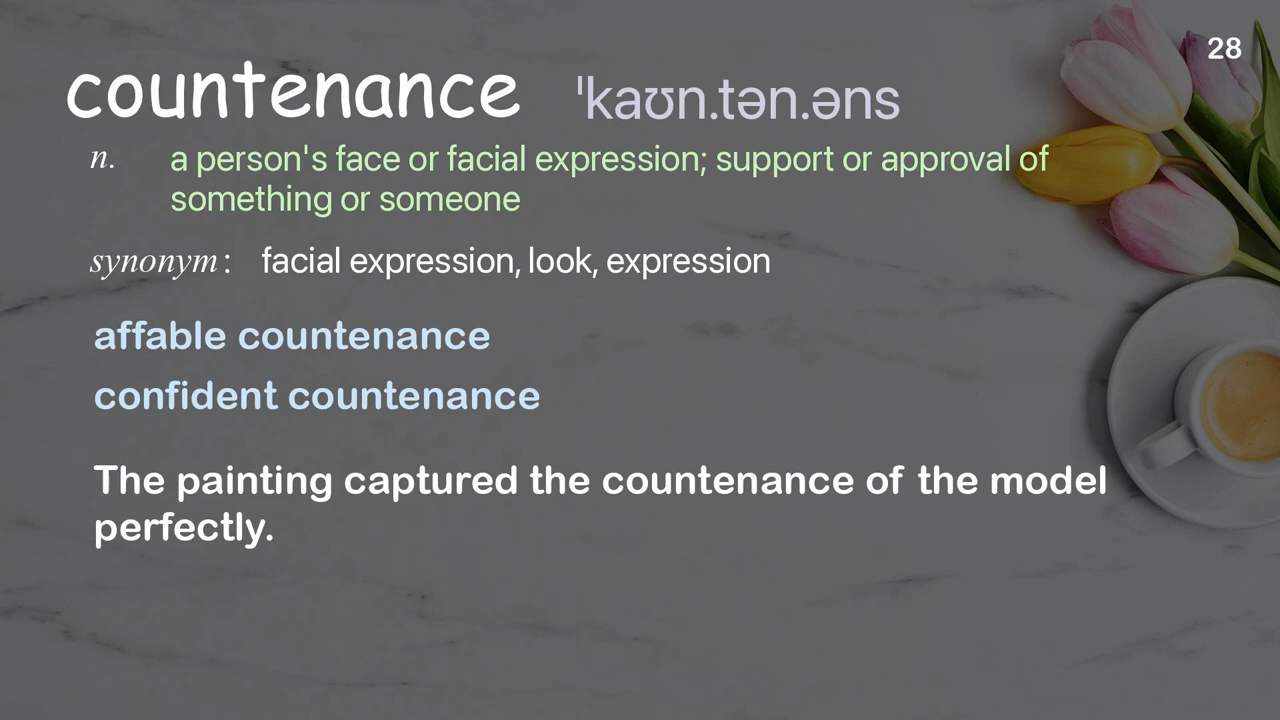 28
countenance ˈkaʊn.tən.əns
n. a person's face or facial expression; support or approval of
something or someone
synonym : facial expression, look, expression
affable countenance
confident countenance
The painting captured the countenance of the model
perfectly.